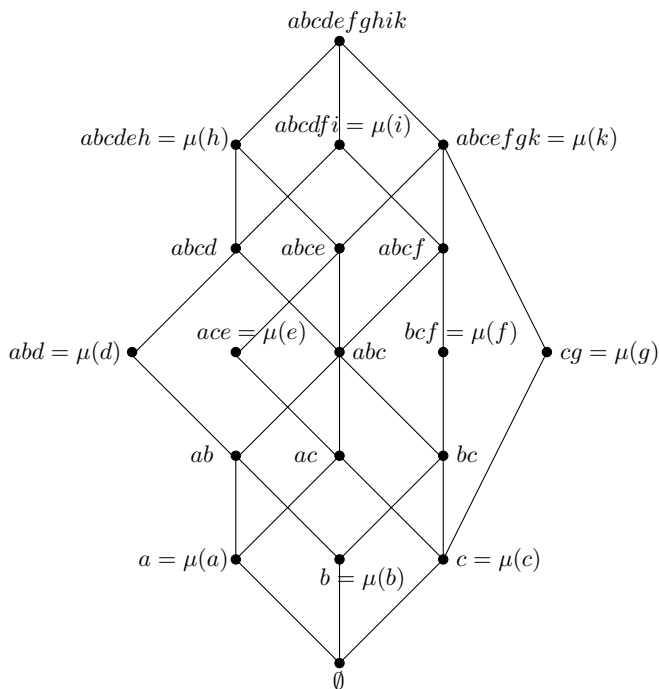 abcdefghik
abcdeh = μ(h)
abcdfi = μ(i)
abcefgk = μ(k)
abcd
abce
abcf
abd = μ(d)
ace = μ(e)
abc
bcf = μ(f)
cg = μ(g)
ab
ac
bc
a = μ(a)
b = μ(b)
c = μ(c)
∅